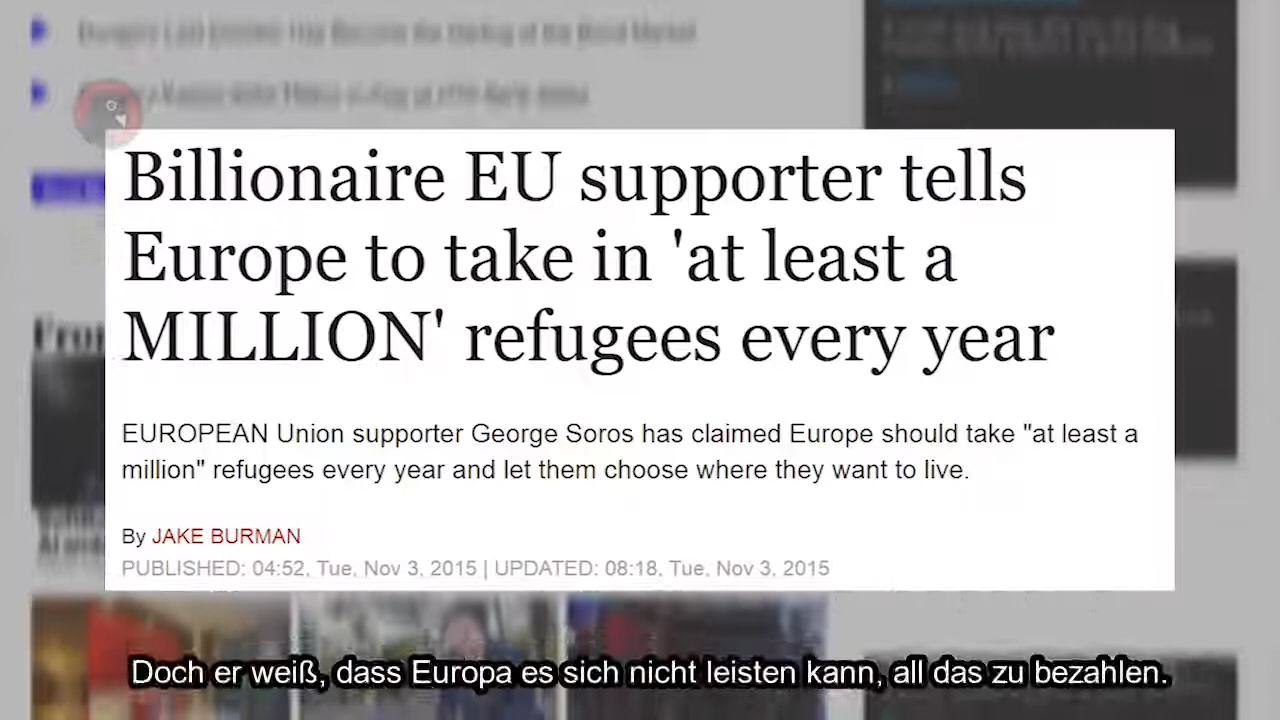 Billionaire EU supporter tells
Europe to take in 'at least a
MILLION' refugees every year
EUROPEAN Union supporter George Soros has claimed Europe should take "at least a
million" refugees every year and let them choose where they want to live.
By JAKE BURMAN
PUBLISHED: 04:52, Tue, Nov 3, 2015 | UPDATED: 08:18, Tue, Nov 3, 2015
Doch er weiß, dass Europa es sich nicht leisten kann, all das zu bezahlen.